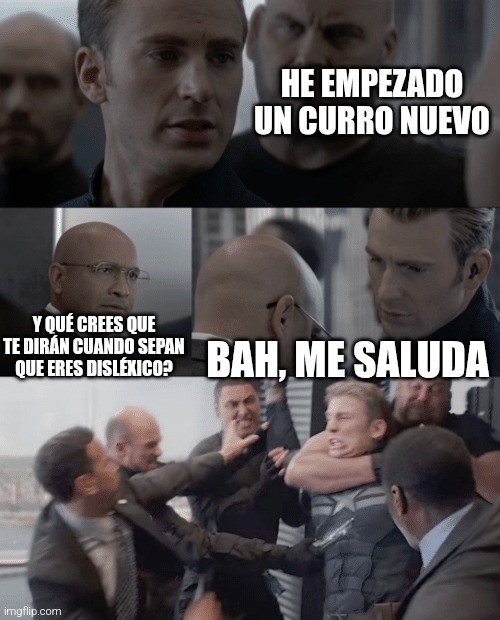 HE EMPEZADO
UN CURRO NUEVO
Y QUÉ CREES QUE
TE DIRÁN CUANDO SEPAN
QUE ERES DISLÉXICO?
BAH, ME SALUDA
imgflip.com